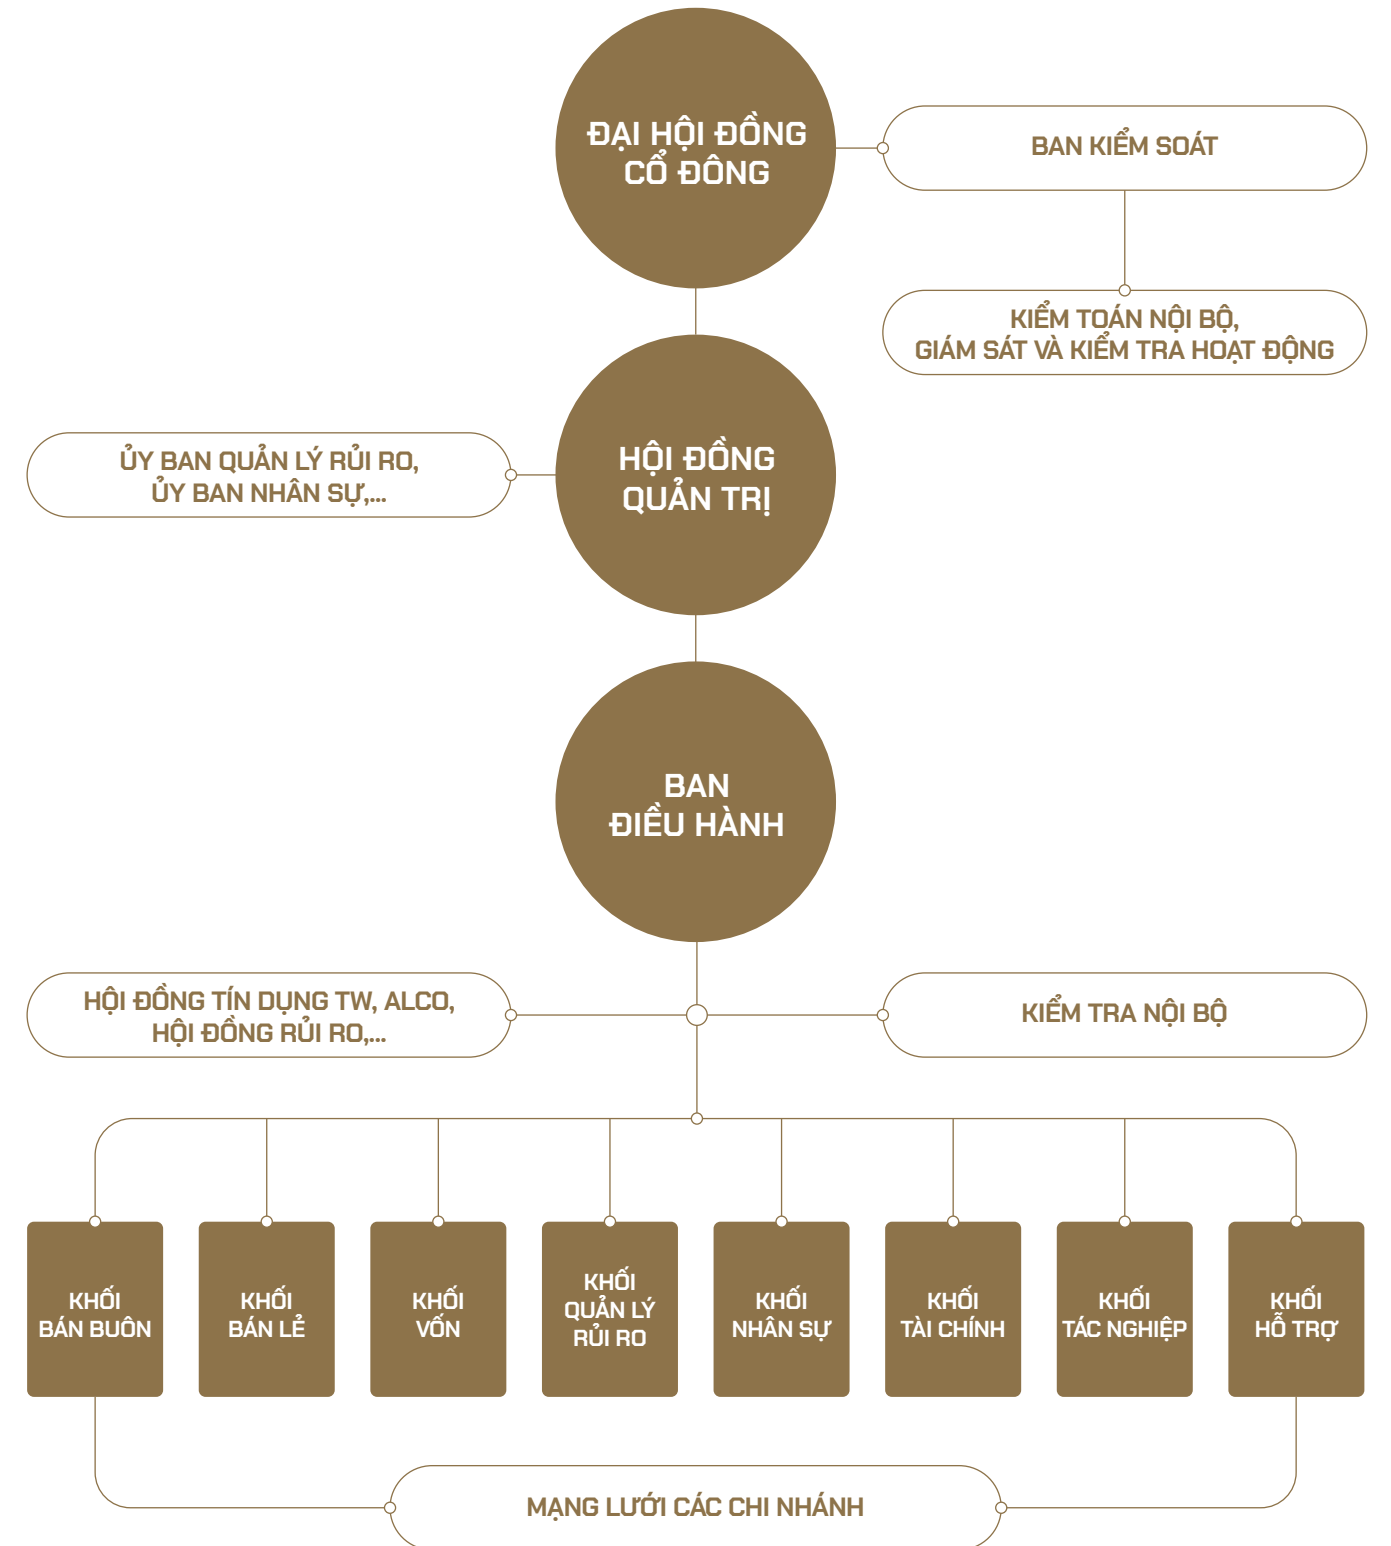 ĐẠI HỘI ĐỒNG
CỔ ĐÔNG
BAN KIỂM SOÁT
KIỂM TOÁN NỘI BỘ,
GIÁM SÁT VÀ KIỂM TRA HOẠT ĐỘNG
HỘI ĐỒNG
QUẢN TRỊ
ỦY BAN QUẢN LÝ RỦI RO,
ỦY BAN NHÂN SỰ,...
BAN
ĐIỀU HÀNH
HỘI ĐỒNG TÍN DỤNG TW, ALCO,
HỘI ĐỒNG RỦI RO,...
KIỂM TRA NỘI BỘ
KHỐI
BÁN BUÔN
KHỐI
BÁN LẺ
KHỐI
VỐN
KHỐI
QUẢN LÝ
RỦI RO
KHỐI
NHÂN SỰ
KHỐI
TÀI CHÍNH
KHỐI
TÁC NGHIỆP
KHỐI
HỖ TRỢ
MẠNG LƯỚI CÁC CHI NHÁNH